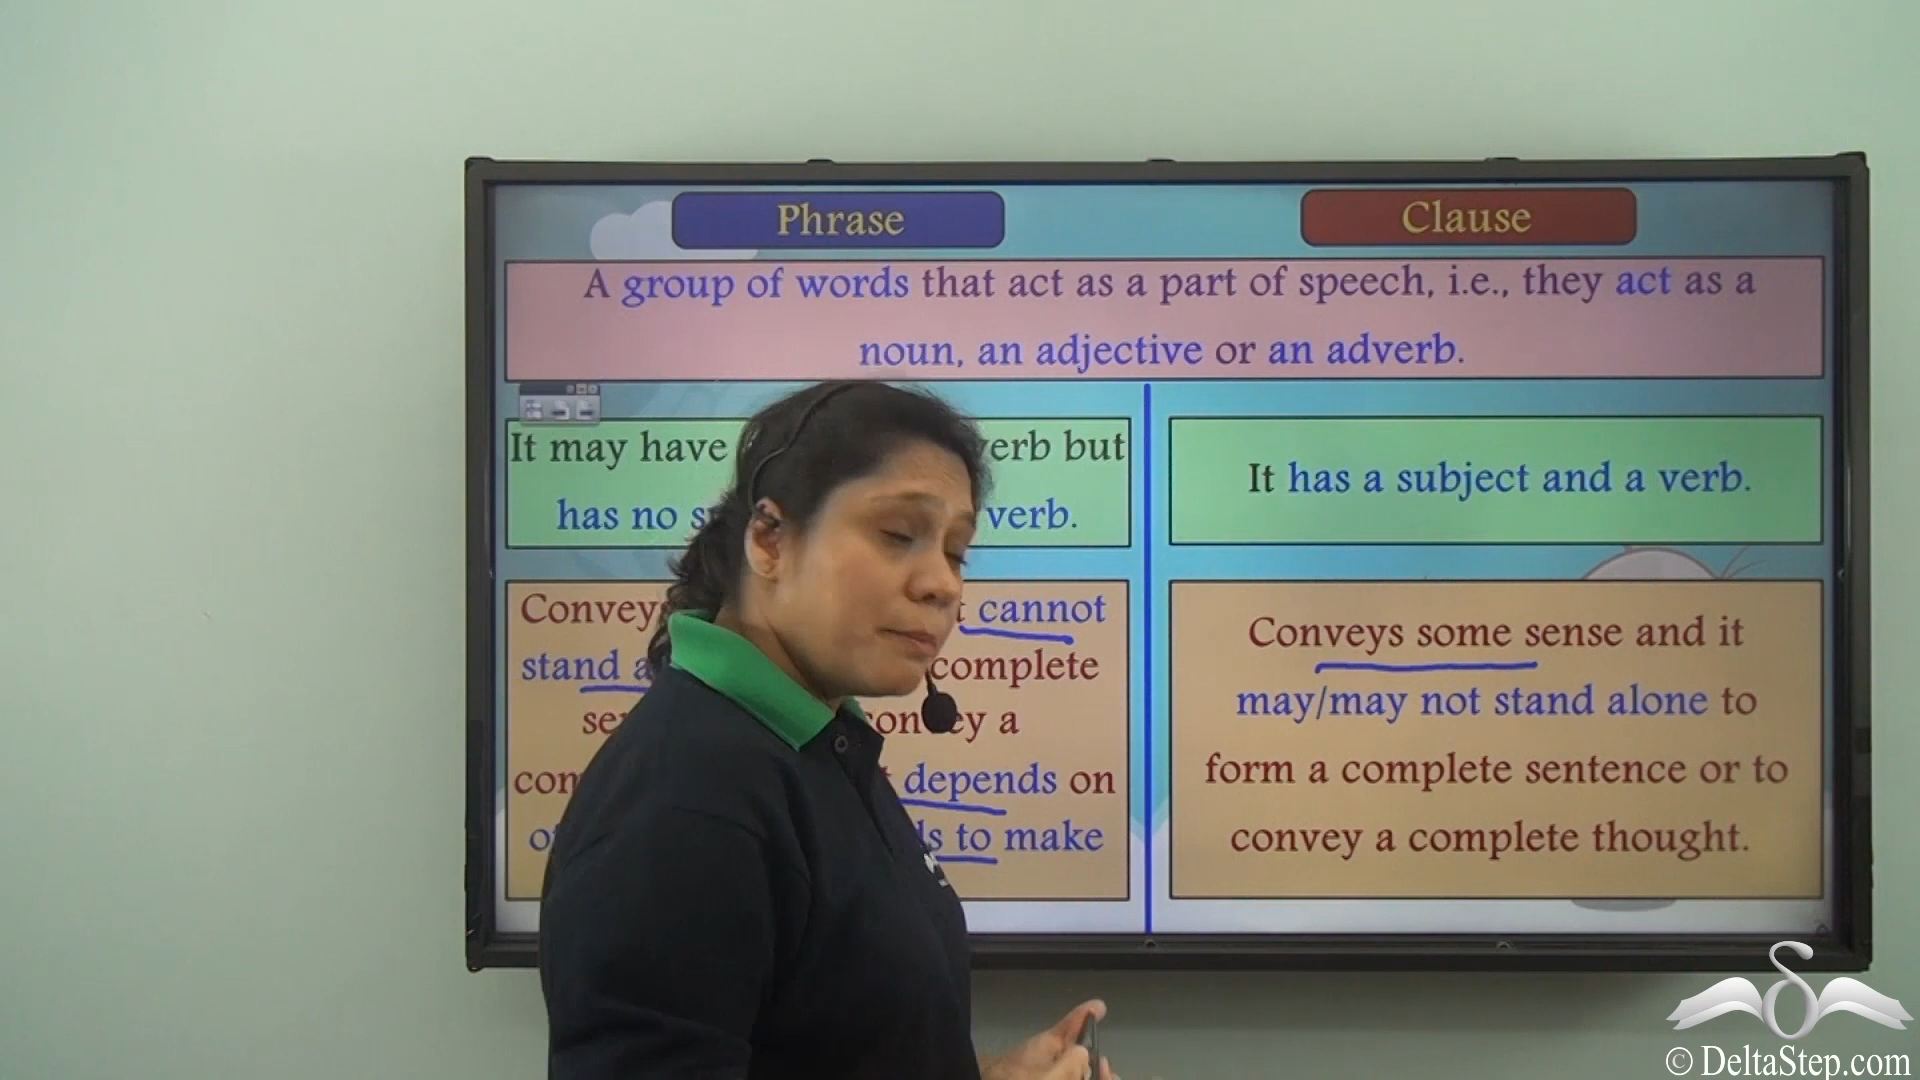 Phrase
Clause
A group of words that act as a part of speech, i.e., they act as a
noun, an adjective or an adverb.
It may have verb but
has no verb.
It has a subject and a verb.
Conveys cannot
stand complete
convey a
depends on
to make
Conveys some sense and it
may/may not stand alone to
form a complete sentence or to
convey a complete thought.
© DeltaStep.com